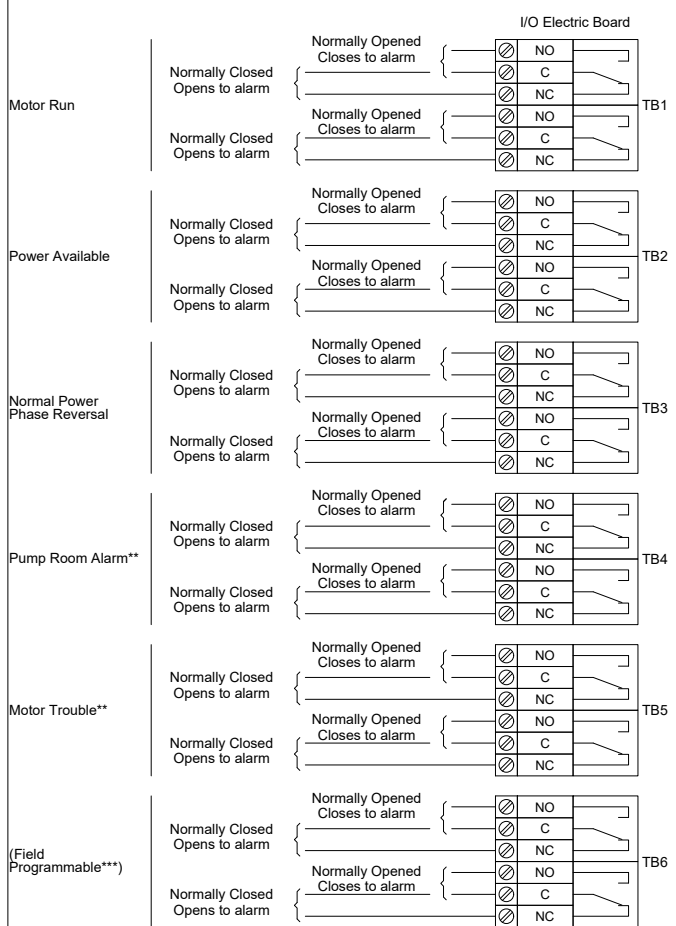 I/O Electric Board
Motor Run
Normally Opened
Closes to alarm
Normally Closed
Opens to alarm
NO
C
NC
Normally Opened
Closes to alarm
Normally Closed
Opens to alarm
NO
C
NC
TB1
Power Available
Normally Opened
Closes to alarm
Normally Closed
Opens to alarm
NO
C
NC
Normally Opened
Closes to alarm
Normally Closed
Opens to alarm
NO
C
NC
TB2
Normal Power
Phase Reversal
Normally Opened
Closes to alarm
Normally Closed
Opens to alarm
NO
C
NC
Normally Opened
Closes to alarm
Normally Closed
Opens to alarm
NO
C
NC
TB3
Pump Room Alarm**
Normally Opened
Closes to alarm
Normally Closed
Opens to alarm
NO
C
NC
Normally Opened
Closes to alarm
Normally Closed
Opens to alarm
NO
C
NC
TB4
Motor Trouble**
Normally Opened
Closes to alarm
Normally Closed
Opens to alarm
NO
C
NC
Normally Opened
Closes to alarm
Normally Closed
Opens to alarm
NO
C
NC
TB5
(Field
Programmable***)
Normally Opened
Closes to alarm
Normally Closed
Opens to alarm
NO
C
NC
Normally Opened
Closes to alarm
Normally Closed
Opens to alarm
NO
C
NC
TB6